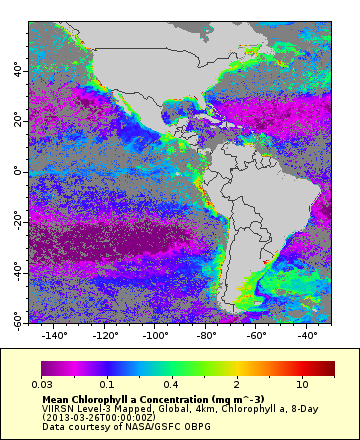 40°
20°
0°
-20°
-40°
-60°
-140° -120° -100° -80° -60° -40°
0.03 0.1 0.4 2 10
Mean Chlorophyll a Concentration (mg m^-3)
VIIRSN Level-3 Mapped, Global, 4km, Chlorophyll a, 8-Day
(2013-03-26T00:00:00Z)
Data courtesy of NASA/GSFC OBPG